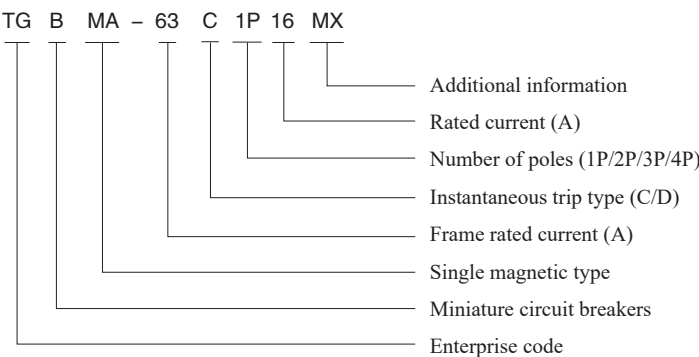 TG B MA – 63 C 1P 16 MX
Additional information
Rated current (A)
Number of poles (1P/2P/3P/4P)
Instantaneous trip type (C/D)
Frame rated current (A)
Single magnetic type
Miniature circuit breakers
Enterprise code